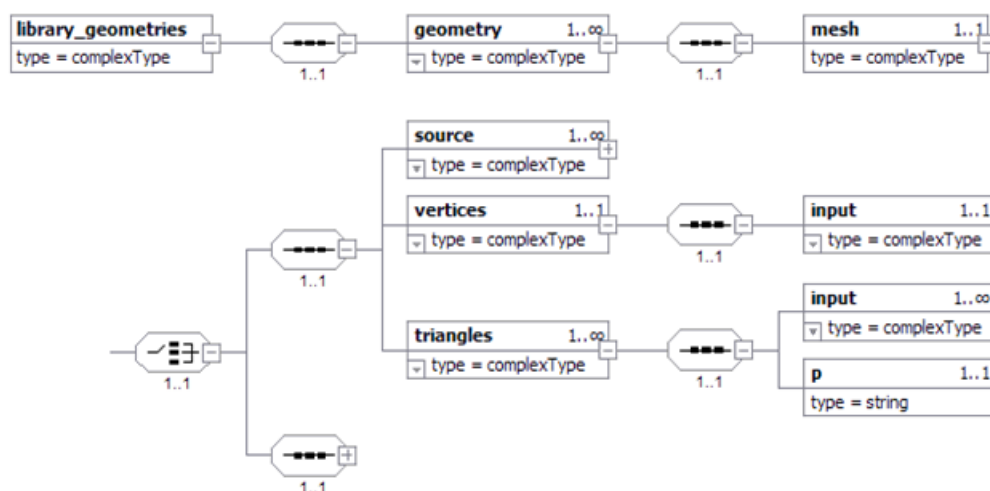 library_geometries
type = complexType
1..1
geometry 1..∞
type = complexType
1..1
mesh 1..1
type = complexType
source 1..∞
type = complexType
vertices 1..1
type = complexType
1..1
input 1..1
type = complexType
1..1
input 1..∞
type = complexType
triangles 1..∞
type = complexType
1..1
p 1..1
type = string
1..1
1..1